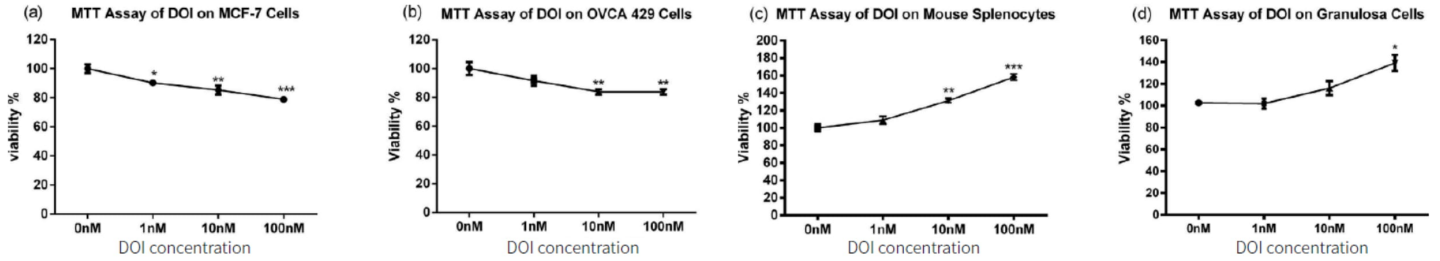 (a) MTT Assay of DOI on MCF-7 Cells
viability %
120
100
80
60
40
20
0
*
**
***
0nM 1nM 10nM 100nM
DOI concentration
(b) MTT Assay of DOI on OVCA 429 Cells
Viability %
120
100
80
60
40
20
0
**
**
0nM 1nM 10nM 100nM
DOI concentration
(c) MTT Assay of DOI on Mouse Splenocytes
Viability %
200
180
160
140
120
100
80
60
40
20
0
**
***
0nM 1nM 10nM 100nM
DOI concentration
(d) MTT Assay of DOI on Granulosa Cells
Viability %
160
140
120
100
80
60
40
20
0
*
0nM 1nM 10nM 100nM
DOI concentration